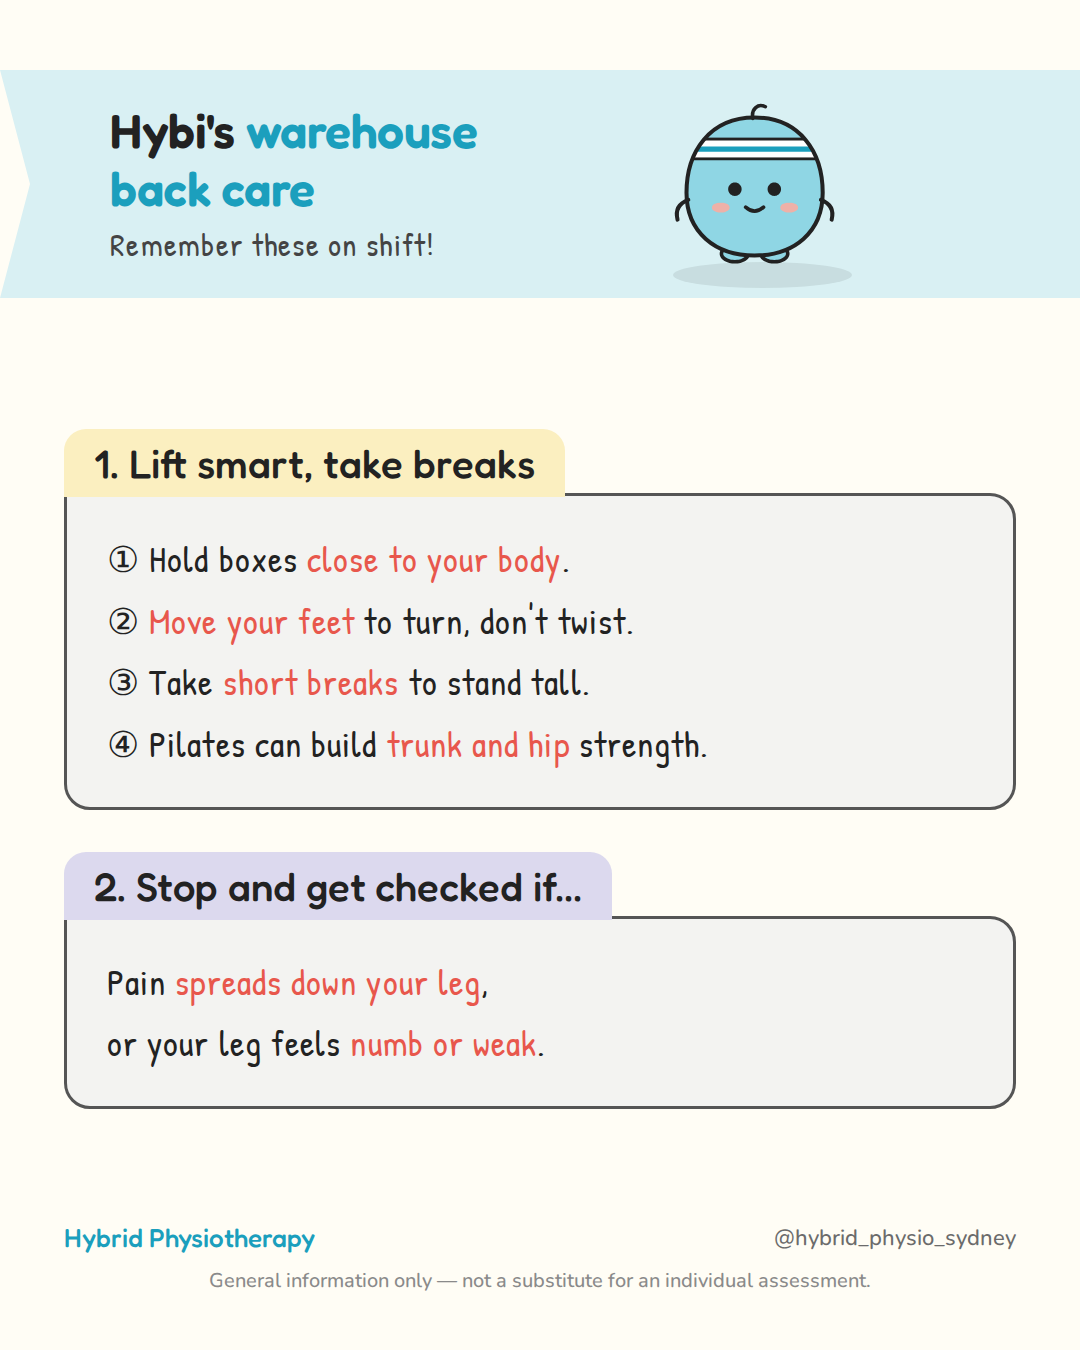 Hybi's warehouse
back care
Remember these on shift!
1. Lift smart, take breaks
① Hold boxes close to your body.
② Move your feet to turn, don't twist.
③ Take short breaks to stand tall.
④ Pilates can build trunk and hip strength.
2. Stop and get checked if...
Pain spreads down your leg,
or your leg feels numb or weak.
Hybrid Physiotherapy
@hybrid_physio_sydney
General information only — not a substitute for an individual assessment.